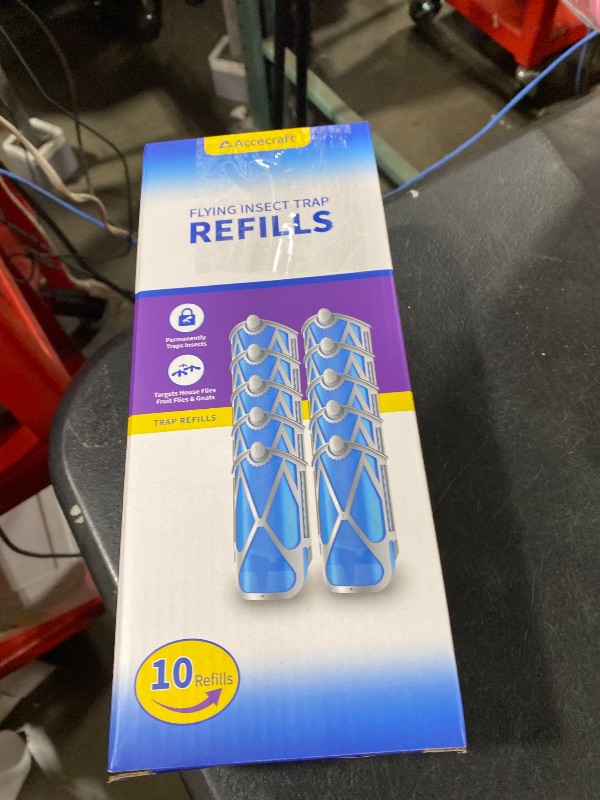 Accecraft
FLYING INSECT TRAP
REFILLS
Permanently
Traps Insects
Targets House Flies
Fruit Flies & Gnats
TRAP REFILLS
10 Refills